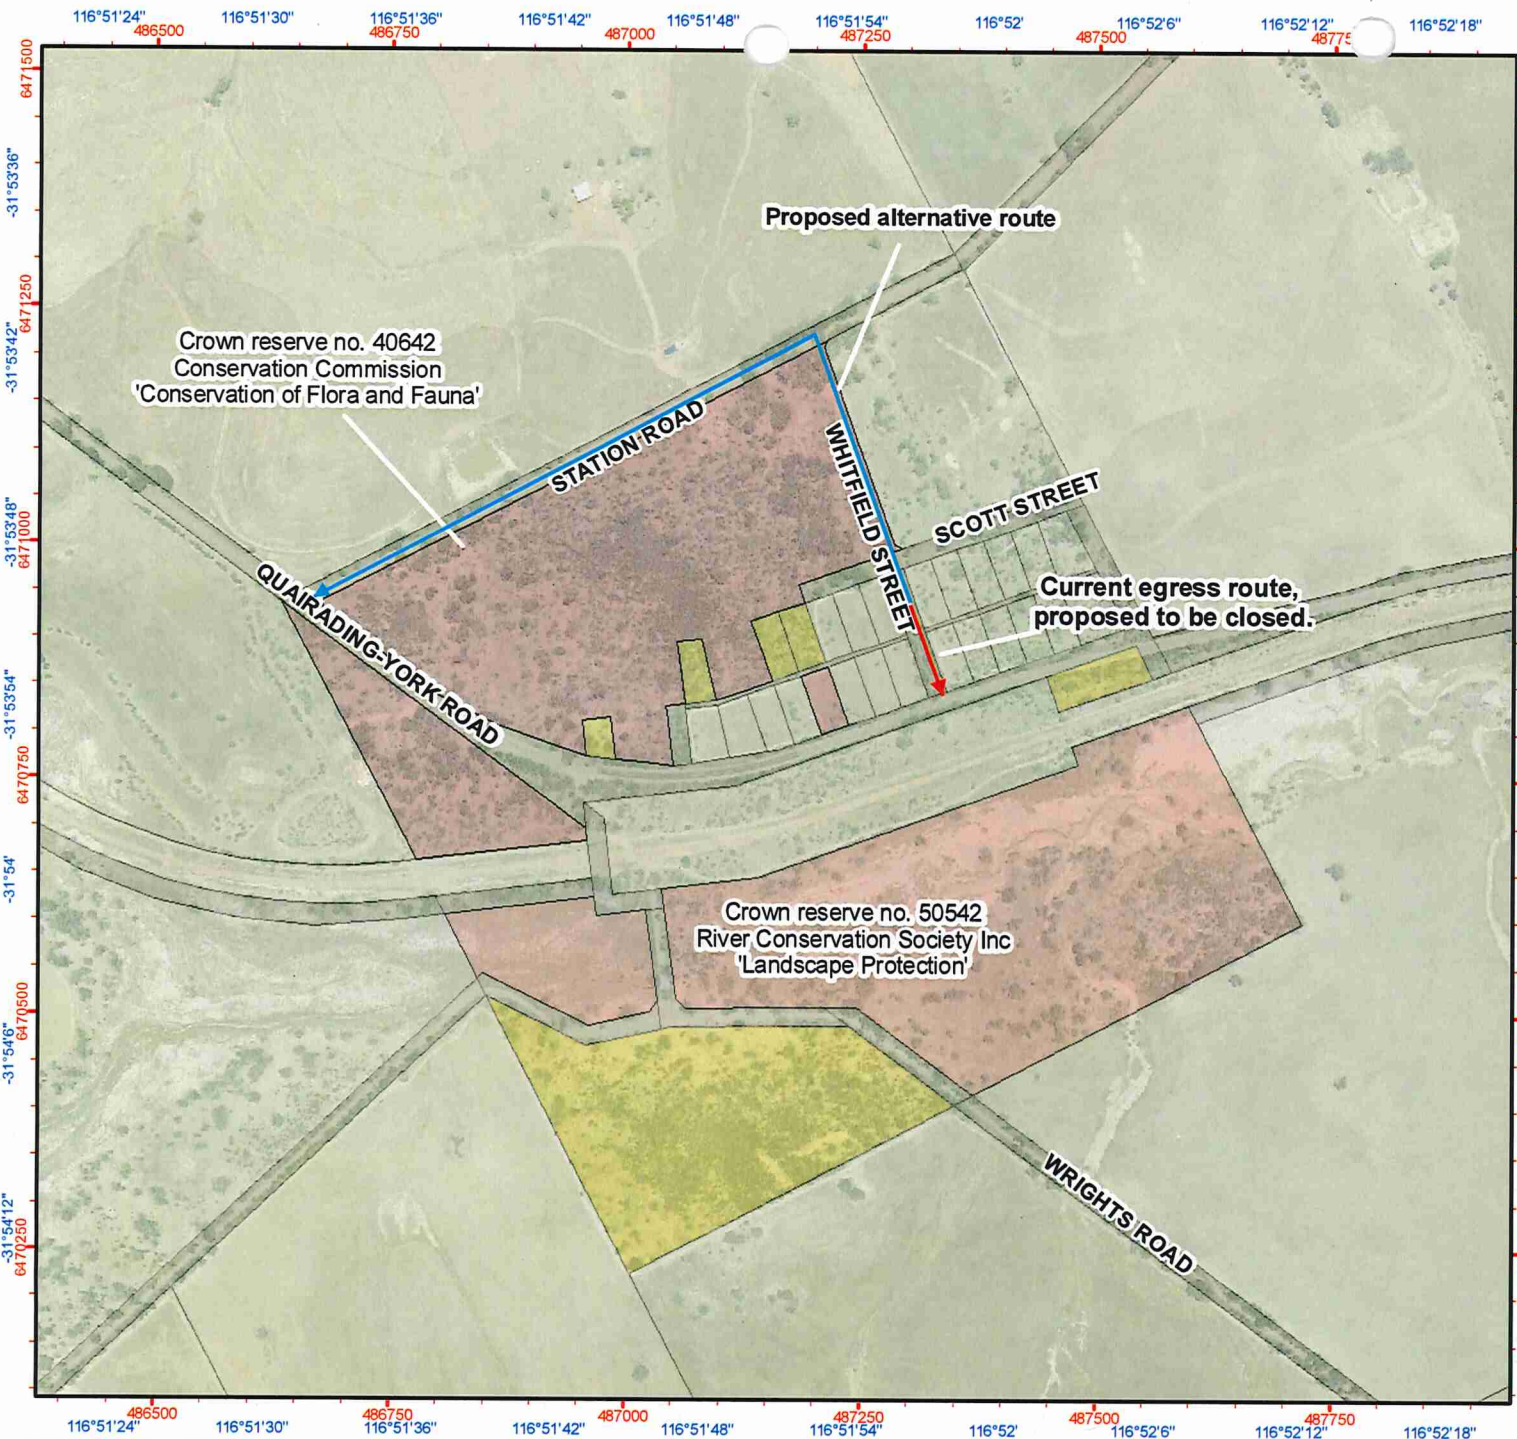 116°51'24" 116°51'30" 116°51'36" 116°51'42" 116°51'48" 116°51'54" 116°52' 116°52'6" 116°52'12" 116°52'18"
486500 486750 487000 487250 487500 48775
6471500
-31°53'36"
6471250
-31°53'42"
6471000
-31°53'48"
-31°53'54"
6470750
-31°54'
6470500
-31°54'6"
-31°54'12"
6470250
Proposed alternative route
Crown reserve no. 40642
Conservation Commission
'Conservation of Flora and Fauna'
STATION ROAD
WHITFIELD STREET
SCOTT STREET
QUAIRADING-YORK ROAD
Current egress route,
proposed to be closed.
Crown reserve no. 50542
River Conservation Society Inc
'Landscape Protection'
WRIGHTS ROAD
486500 486750 487000 487250 487500 487750
116°51'24" 116°51'30" 116°51'36" 116°51'42" 116°51'48" 116°51'54" 116°52' 116°52'6" 116°52'12" 116°52'18"